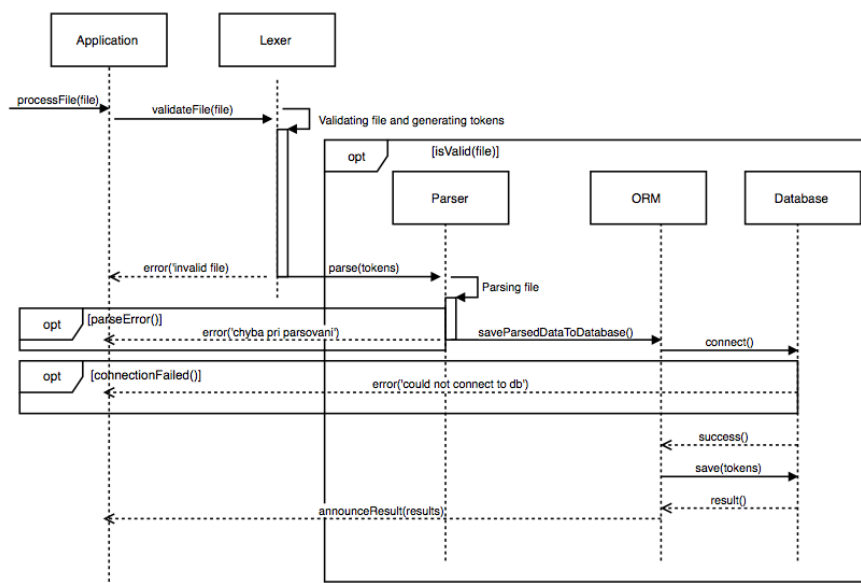 Application
Lexer
processFile(file)
validateFile(file)
Validating file and generating tokens
opt
[isValid(file)]
Parser
ORM
Database
error('invalid file)
parse(tokens)
Parsing file
opt
[parseError()]
error('chyba pri parsovani')
saveParsedDataToDatabase()
connect()
opt
[connectionFailed()]
error('could not connect to db')
success()
save(tokens)
result()
announceResult(results)